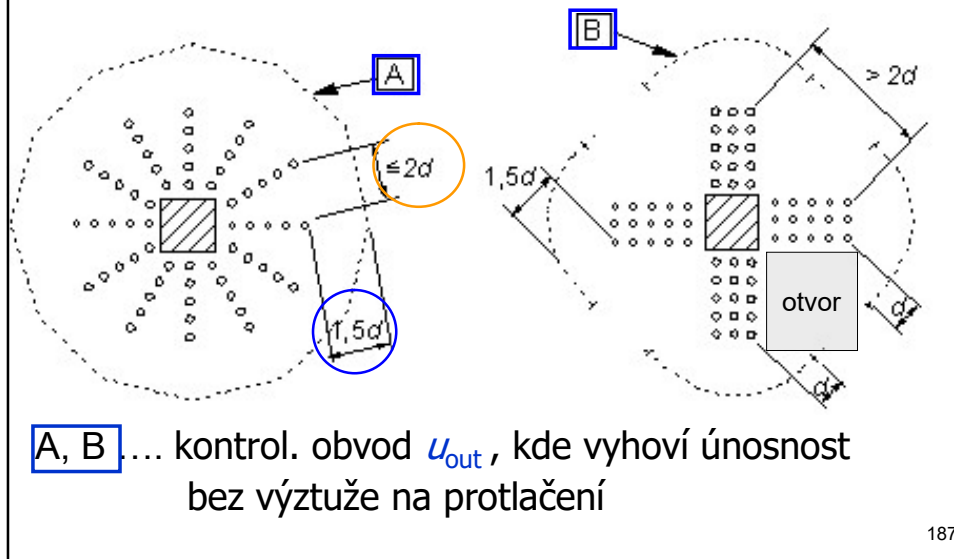 A
B
≤2d
> 2d
1,5d
1,5d
otvor
d
d
A, B .... kontrol. obvod uout , kde vyhoví únosnost
bez výztuže na protlačení
187